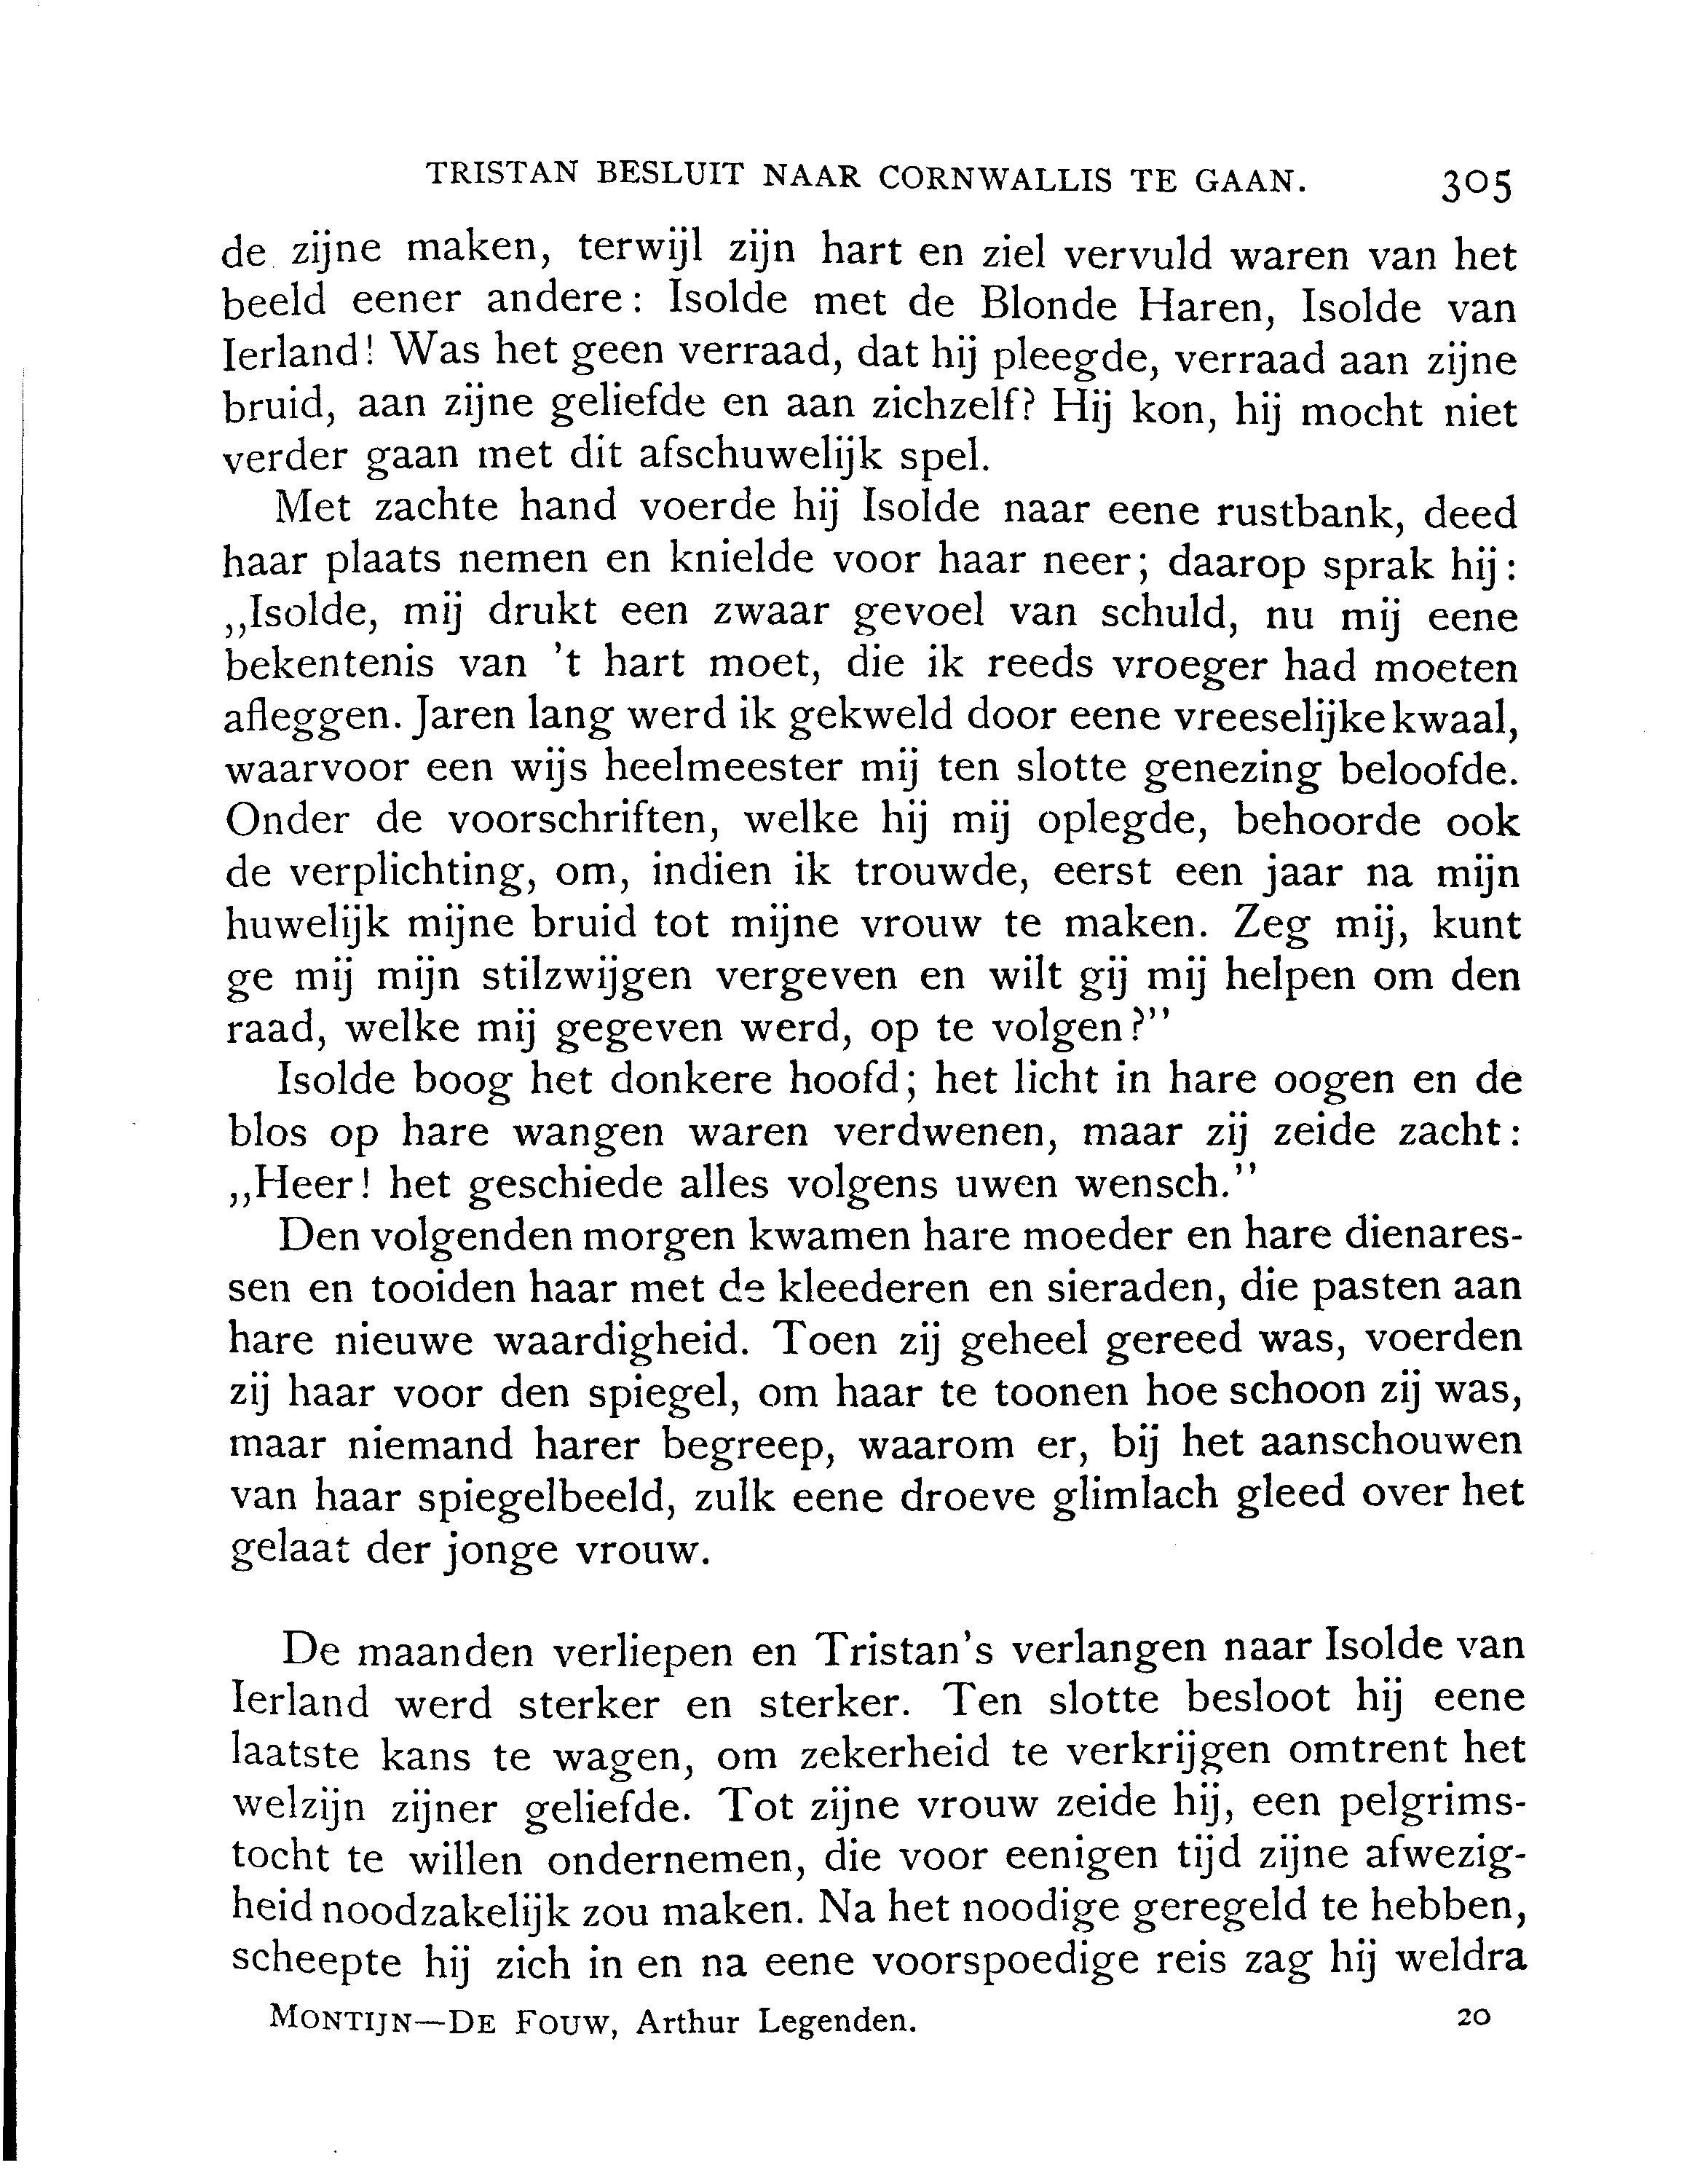 TRISTAN BESLUIT NAAR CORNWALLIS TE GAAN. 305
de zijne maken, terwijl zijn hart en ziel vervuld waren van het
beeld eener andere: Isolde met de Blonde Haren, Isolde van
Ierland! Was het geen verraad, dat hij pleegde, verraad aan zijne
bruid, aan zijne geliefde en aan zichzelf? Hij kon, hij mocht niet
verder gaan met dit afschuwelijk spel.
Met zachte hand voerde hij Isolde naar eene rustbank, deed
haar plaats nemen en knielde voor haar neer; daarop sprak hij:
„Isolde, mij drukt een zwaar gevoel van schuld, nu mij eene
bekentenis van 't hart moet, die ik reeds vroeger had moeten
afleggen. Jaren lang werd ik gekweld door eene vreeselijke kwaal,
waarvoor een wijs heelmeester mij ten slotte genezing beloofde.
Onder de voorschriften, welke hij mij oplegde, behoorde ook
de verplichting, om, indien ik trouwde, eerst een jaar na mijn
huwelijk mijne bruid tot mijne vrouw te maken. Zeg mij, kunt
ge mij mijn stilzwijgen vergeven en wilt gij mij helpen om den
raad, welke mij gegeven werd, op te volgen?”
Isolde boog het donkere hoofd; het licht in hare oogen en de
blos op hare wangen waren verdwenen, maar zij zeide zacht:
„Heer! het geschiede alles volgens uwen wensch.”
Den volgenden morgen kwamen hare moeder en hare dienares-
sen en tooiden haar met de kleederen en sieraden, die pasten aan
hare nieuwe waardigheid. Toen zij geheel gereed was, voerden
zij haar voor den spiegel, om haar te toonen hoe schoon zij was,
maar niemand harer begreep, waarom er, bij het aanschouwen
van haar spiegelbeeld, zulk eene droeve glimlach gleed over het
gelaat der jonge vrouw.
De maanden verliepen en Tristan's verlangen naar Isolde van
Ierland werd sterker en sterker. Ten slotte besloot hij eene
laatste kans te wagen, om zekerheid te verkrijgen omtrent het
welzijn zijner geliefde. Tot zijne vrouw zeide hij, een pelgrims-
tocht te willen ondernemen, die voor eenigen tijd zijne afwezig-
heid noodzakelijk zou maken. Na het noodige geregeld te hebben,
scheepte hij zich in en na eene voorspoedige reis zag hij weldra
MONTIJN—DE FOUW, Arthur Legenden. 20